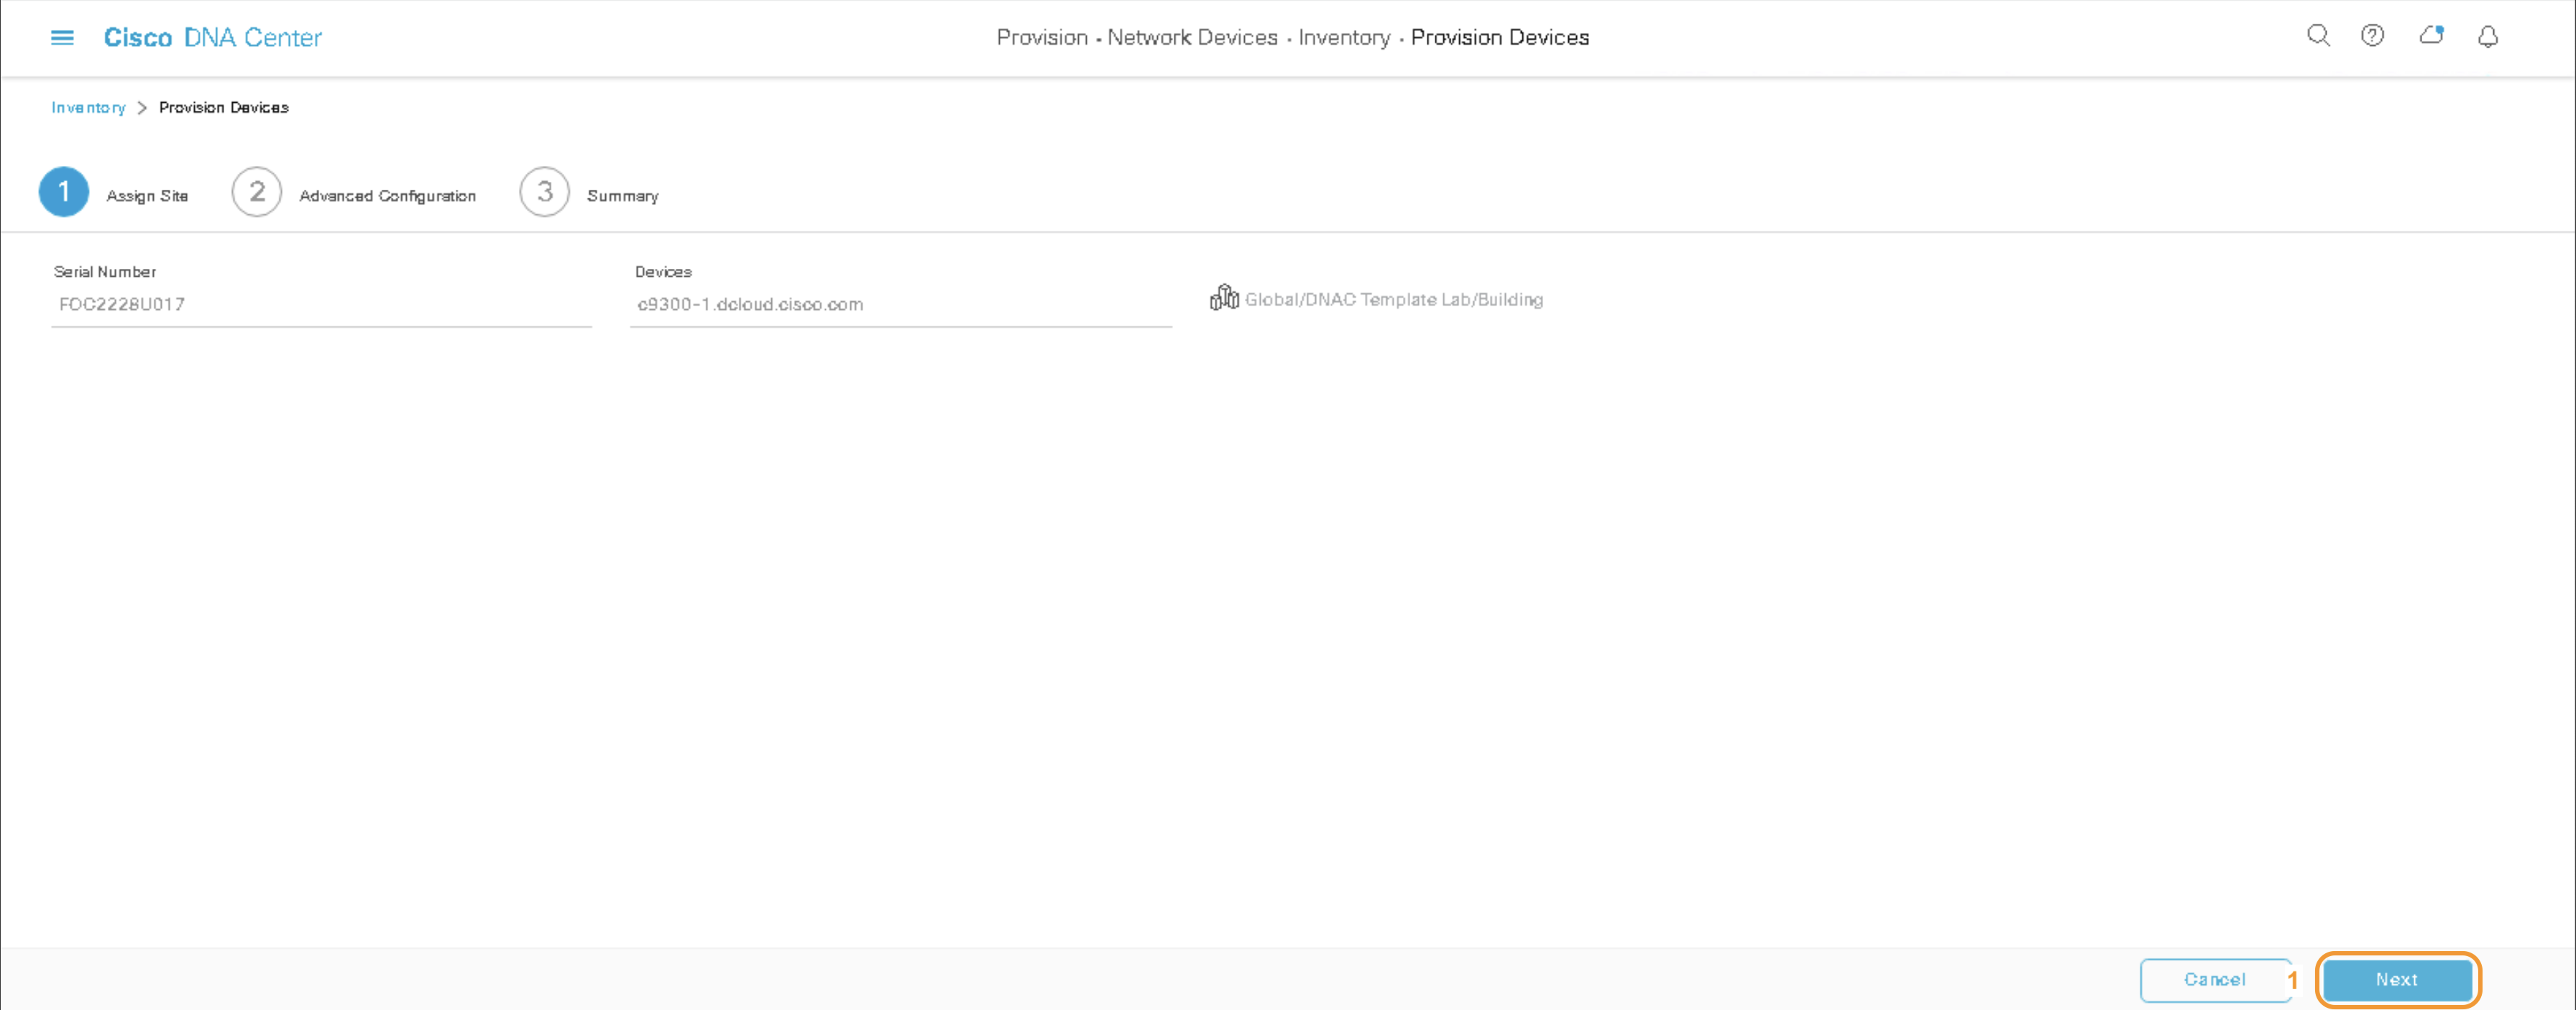 Cisco DNA Center
Provision • Network Devices • Inventory • Provision Devices
Inventory > Provision Devices
1 Assign Site 2 Advanced Configuration 3 Summary
Serial Number
FOC2228U017
Devices
c9300-1.dcloud.cisco.com
Global/DNAC Template Lab/Building
Cancel 1 Next